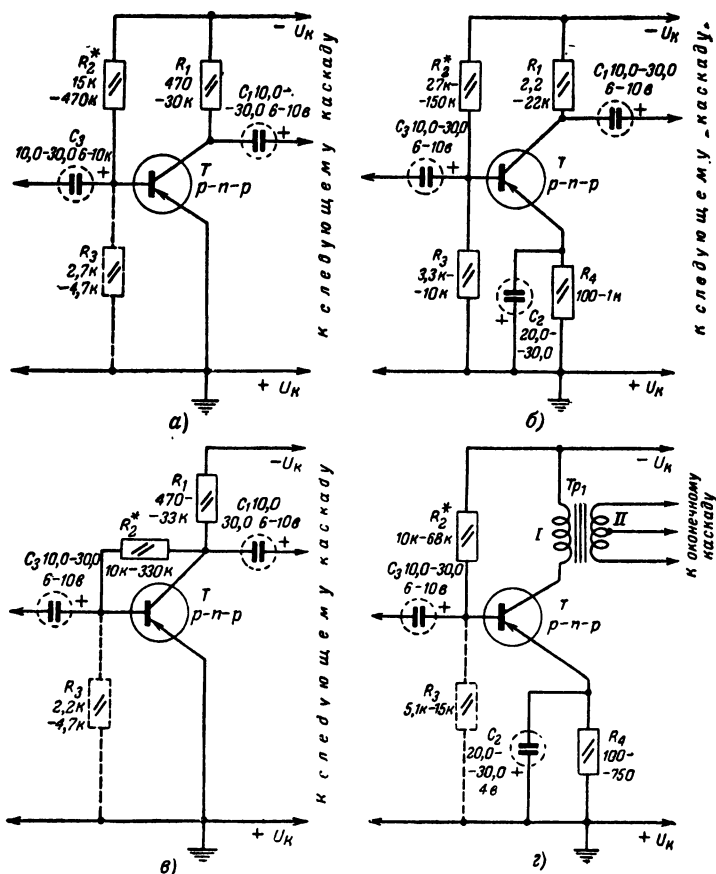 − Uк
R2*
15к
-470к
R1
470
-30к
C1 10,0-
-30,0 6-10в
+
C3
10,0-30,0 6-10к
+
T
p-n-p
R3
2,7к
-4,7к
+ Uк
к следующему каскаду
а)
− Uк
R2*
27к-
-150к
R1
2,2
-22к
C1 10,0-30,0
6-10в
+
C3 10,0-30,0
6-10в
+
T
p-n-p
R3
3,3к-
-10к
+
C2
20,0-
-30,0
R4
100-1к
+ Uк
к следующему каскаду
б)
−Uк
R1
470-
-33к
R2*
10к-330к
C1 10,0
30,0 6-10в
+
C3 10,0-30,0
6-10в
+
T
p-n-p
R3
2,2к
-4,7к
+ Uк
к следующему каскаду
в)
− Uк
Тр1
I
II
R2*
10к-68к
C3 10,0-30,0
6-10в
+
T
p-n-p
R3
5,1к-15к
C2
20,0-
-30,0
4в
+
R4
100-
-750
+ Uк
к оконечному
каскаду
г)